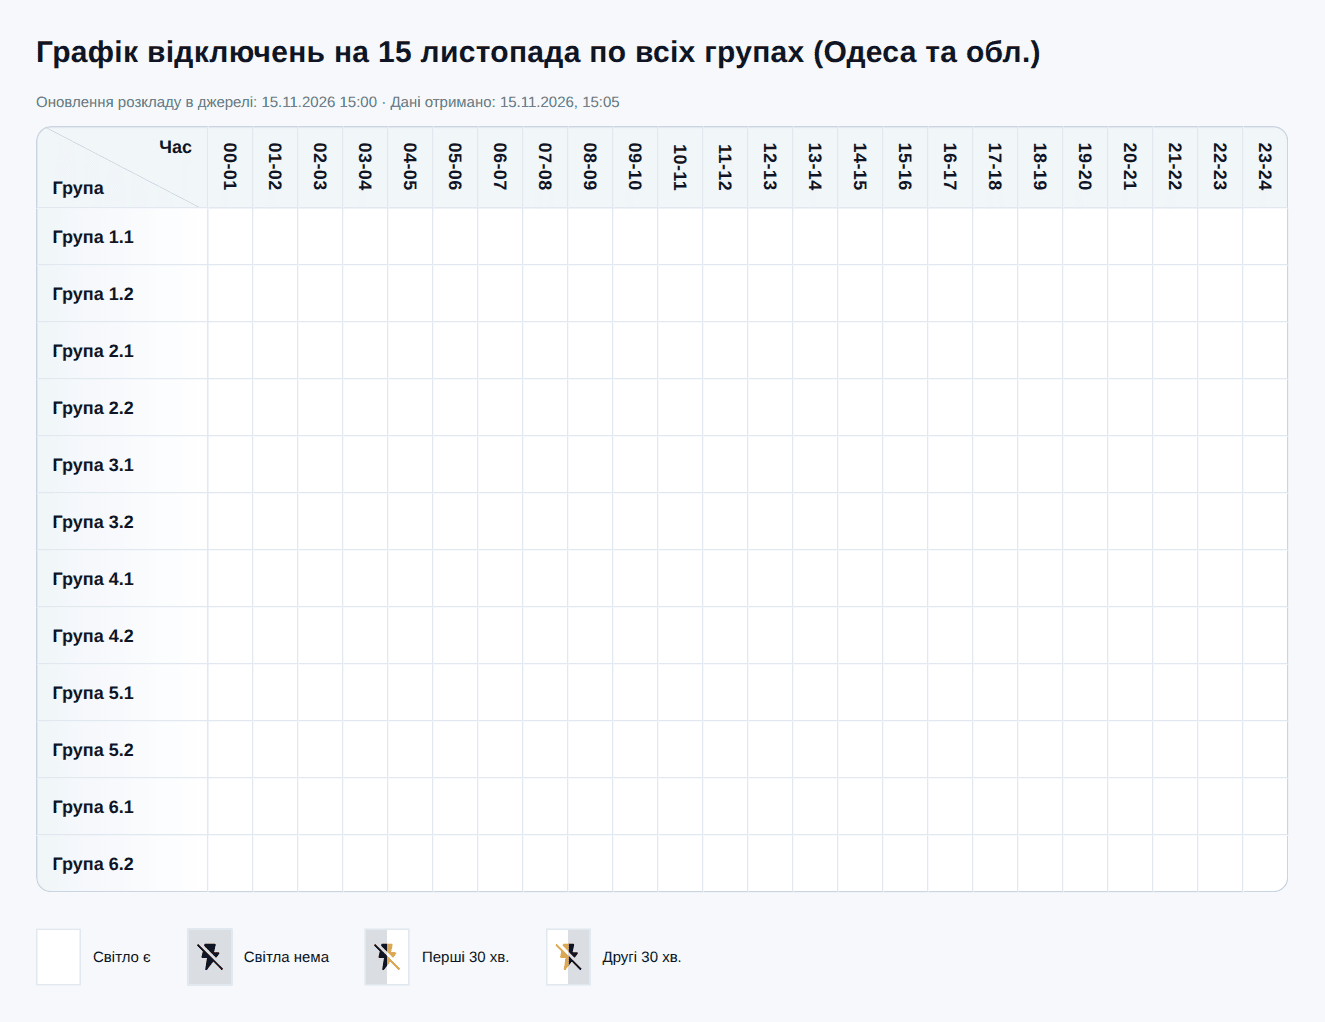 Графік відключень на 15 листопада по всіх групах (Одеса та обл.)
Оновлення розкладу в джерелі: 15.11.2026 15:00 · Дані отримано: 15.11.2026, 15:05
Час
Група
00-01 01-02 02-03 03-04 04-05 05-06 06-07 07-08 08-09 09-10 10-11 11-12 12-13 13-14 14-15 15-16 16-17 17-18 18-19 19-20 20-21 21-22 22-23 23-24
Група 1.1
Група 1.2
Група 2.1
Група 2.2
Група 3.1
Група 3.2
Група 4.1
Група 4.2
Група 5.1
Група 5.2
Група 6.1
Група 6.2
Світло є Світла нема Перші 30 хв. Другі 30 хв.